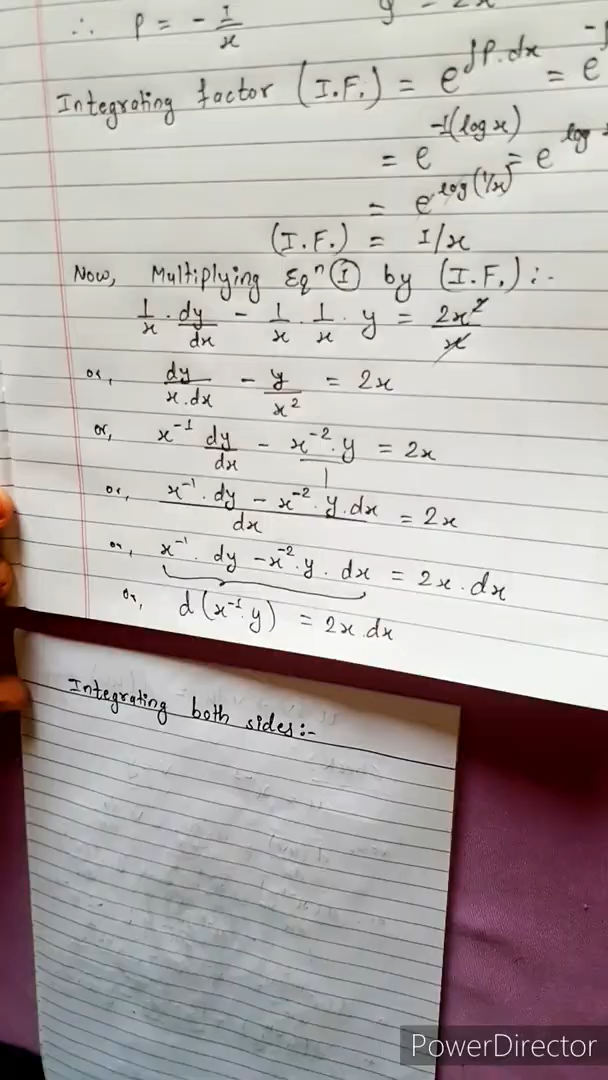 ∴ P = - 1/x
Integrating factor (I.F.) = e^∫P.dx = e
= e^-1(log x) = e^log
= e^log(1/x)
(I.F.) = 1/x
Now, Multiplying Eqⁿ ① by (I.F.) :-
1/x · dy/dx - 1/x · 1/x · y = 2x²/x
or, dy/x.dx - y/x² = 2x
or, x⁻¹ dy/dx - x⁻² · y = 2x
or, x⁻¹ · dy - x⁻² · y . dx/dx = 2x
or, x⁻¹ · dy - x⁻² · y . dx = 2x . dx
or, d(x⁻¹ · y) = 2x . dx
Integrating both sides:-
PowerDirector